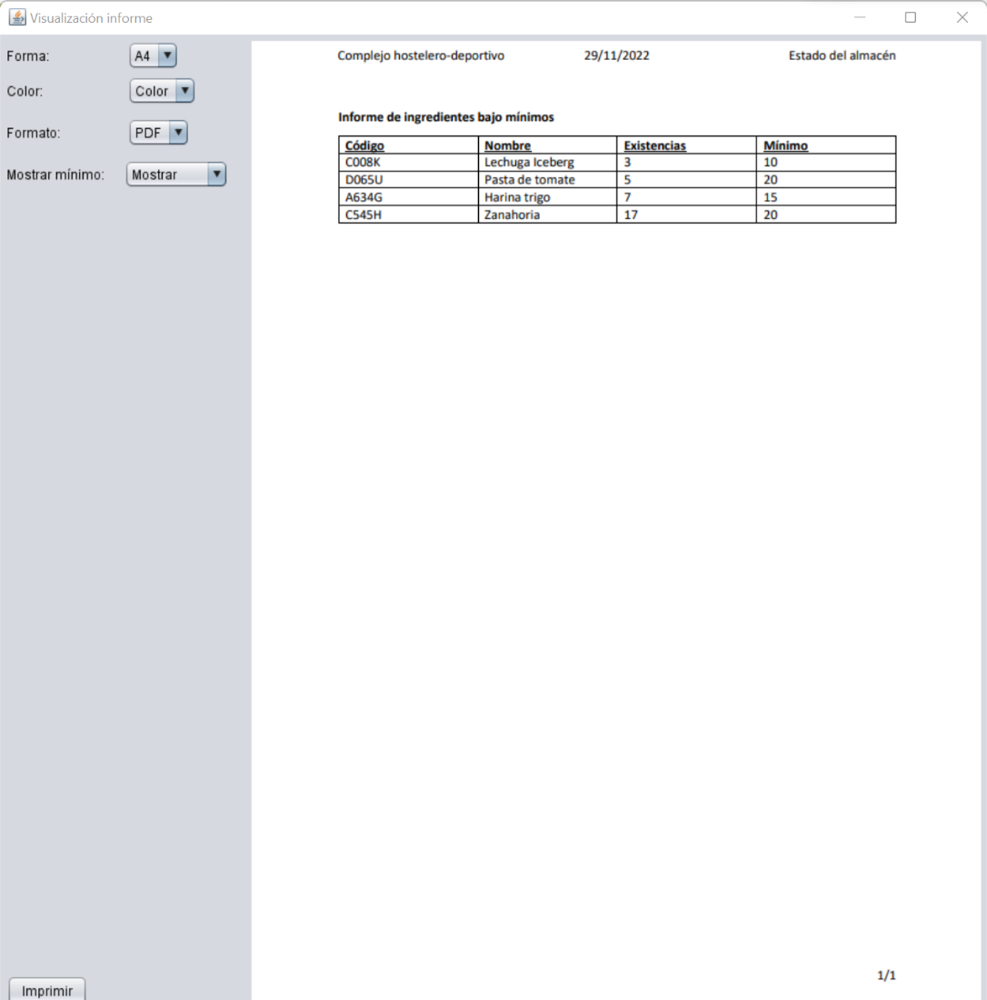 Visualización informe
Forma: A4
Color: Color
Formato: PDF
Mostrar mínimo: Mostrar
Imprimir
Complejo hostelero-deportivo 29/11/2022 Estado del almacén
Informe de ingredientes bajo mínimos
Código Nombre Existencias Mínimo
C008K Lechuga Iceberg 3 10
D065U Pasta de tomate 5 20
A634G Harina trigo 7 15
C545H Zanahoria 17 20
1/1